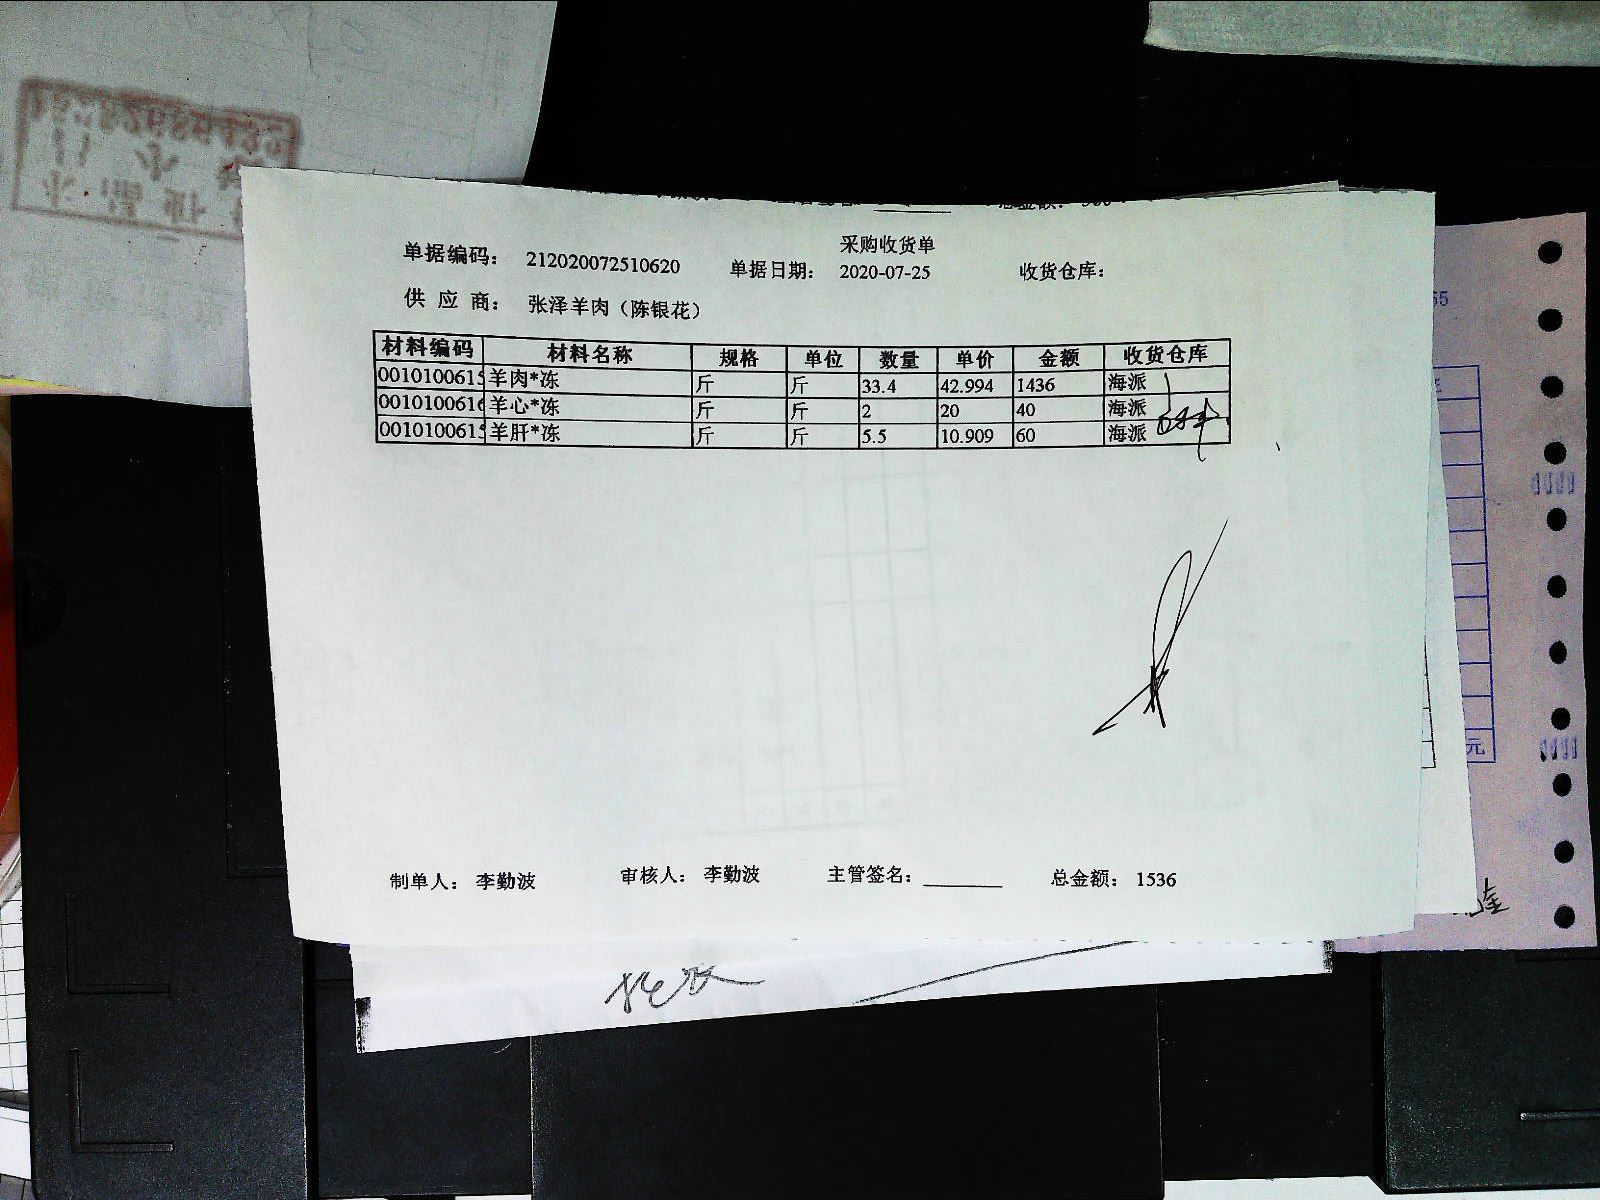 采购收货单
单据编码： 212020072510620 单据日期： 2020-07-25 收货仓库：
供 应 商： 张泽羊肉（陈银花）
材料编码 材料名称 规格 单位 数量 单价 金额 收货仓库
0010100615 羊肉*冻 斤 斤 33.4 42.994 1436 海派
001010061 羊心*冻 斤 斤 2 20 40 海派
001010061 羊肝*冻 斤 斤 5.5 10.909 60 海派
制单人： 李勤波 审核人： 李勤波 主管签名： 总金额： 1536
55
元